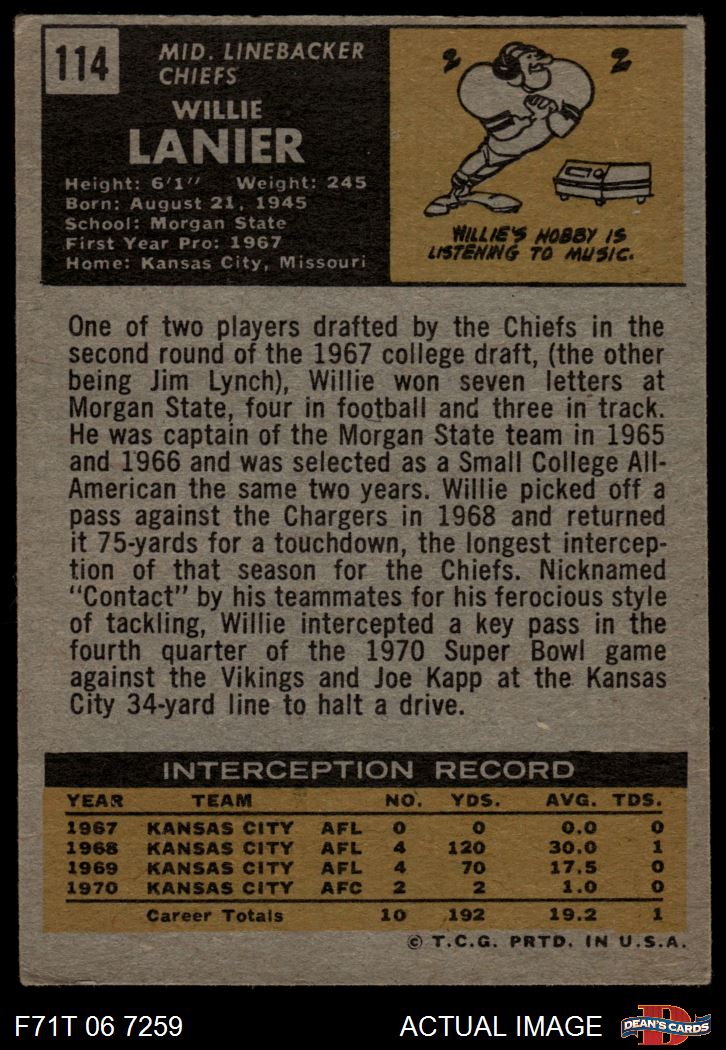 114
MID. LINEBACKER
CHIEFS
WILLIE
LANIER
Height: 6'1" Weight: 245
Born: August 21, 1945
School: Morgan State
First Year Pro: 1967
Home: Kansas City, Missouri
WILLIE'S HOBBY IS
LISTENING TO MUSIC.
One of two players drafted by the Chiefs in the
second round of the 1967 college draft, (the other
being Jim Lynch), Willie won seven letters at
Morgan State, four in football and three in track.
He was captain of the Morgan State team in 1965
and 1966 and was selected as a Small College All-
American the same two years. Willie picked off a
pass against the Chargers in 1968 and returned
it 75-yards for a touchdown, the longest intercep-
tion of that season for the Chiefs. Nicknamed
"Contact" by his teammates for his ferocious style
of tackling, Willie intercepted a key pass in the
fourth quarter of the 1970 Super Bowl game
against the Vikings and Joe Kapp at the Kansas
City 34-yard line to halt a drive.
INTERCEPTION RECORD
YEAR TEAM NO. YDS. AVG. TDS.
1967 KANSAS CITY AFL 0 0 0.0 0
1968 KANSAS CITY AFL 4 120 30.0 1
1969 KANSAS CITY AFL 4 70 17.5 0
1970 KANSAS CITY AFC 2 2 1.0 0
Career Totals 10 192 19.2 1
© T.C.G. PRTD. IN U.S.A.
F71T 06 7259 ACTUAL IMAGE
D
DEAN'S CARDS